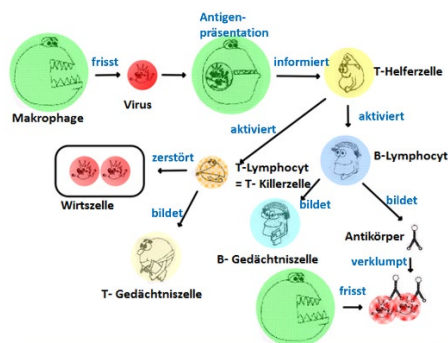 Antigen-
präsentation
frisst
informiert
Makrophage
Virus
T-Helferzelle
aktiviert
aktiviert
zerstört
T-Lymphocyt
= T- Killerzelle
B-Lymphocyt
Wirtszelle
bildet
bildet
bildet
Antikörper
B- Gedächtniszelle
T- Gedächtniszelle
verklumpt
frisst